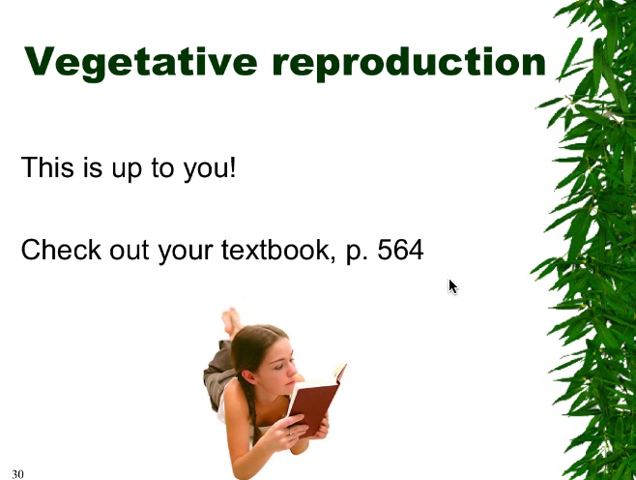 Vegetative reproduction
This is up to you!
Check out your textbook, p. 564
30